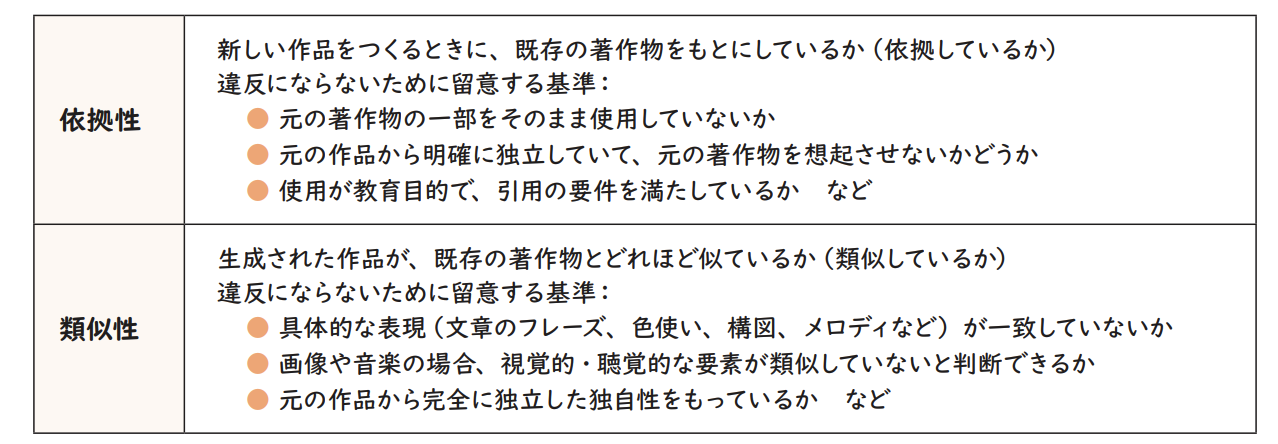 依拠性
新しい作品をつくるときに、既存の著作物をもとにしているか（依拠しているか）
違反にならないために留意する基準：
● 元の著作物の一部をそのまま使用していないか
● 元の作品から明確に独立していて、元の著作物を想起させないかどうか
● 使用が教育目的で、引用の要件を満たしているか　など
類似性
生成された作品が、既存の著作物とどれほど似ているか（類似しているか）
違反にならないために留意する基準：
● 具体的な表現（文章のフレーズ、色使い、構図、メロディなど）が一致していないか
● 画像や音楽の場合、視覚的・聴覚的な要素が類似していないと判断できるか
● 元の作品から完全に独立した独自性をもっているか　など